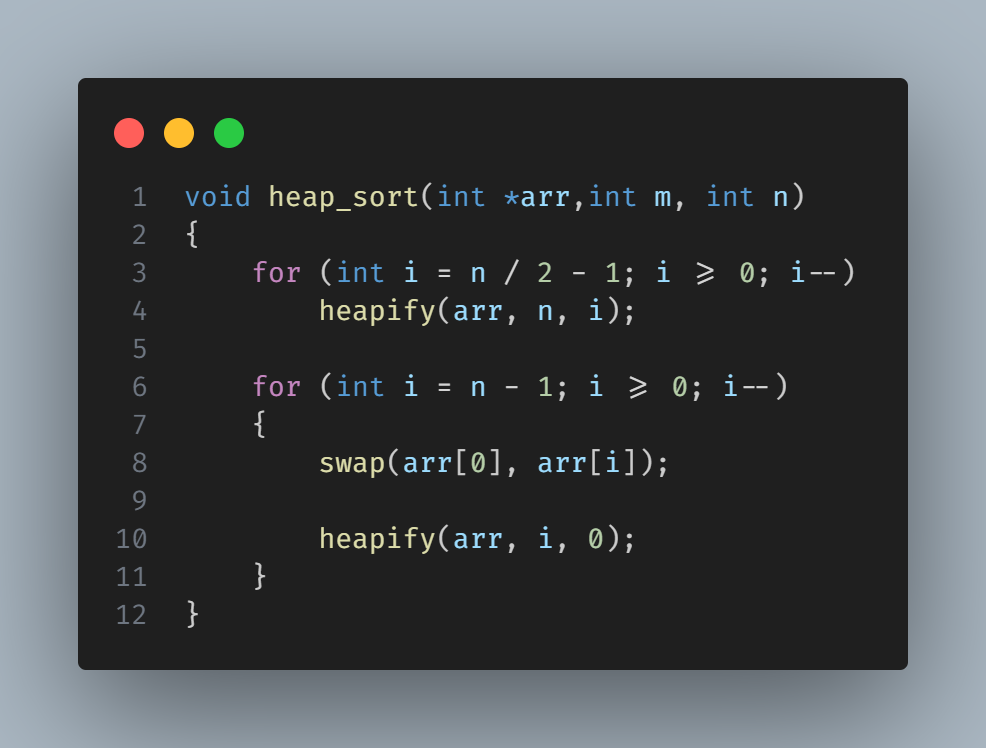 1 void heap_sort(int *arr,int m, int n)
2 {
3     for (int i = n / 2 - 1; i >= 0; i--)
4         heapify(arr, n, i);
5
6     for (int i = n - 1; i >= 0; i--)
7     {
8         swap(arr[0], arr[i]);
9
10         heapify(arr, i, 0);
11     }
12 }